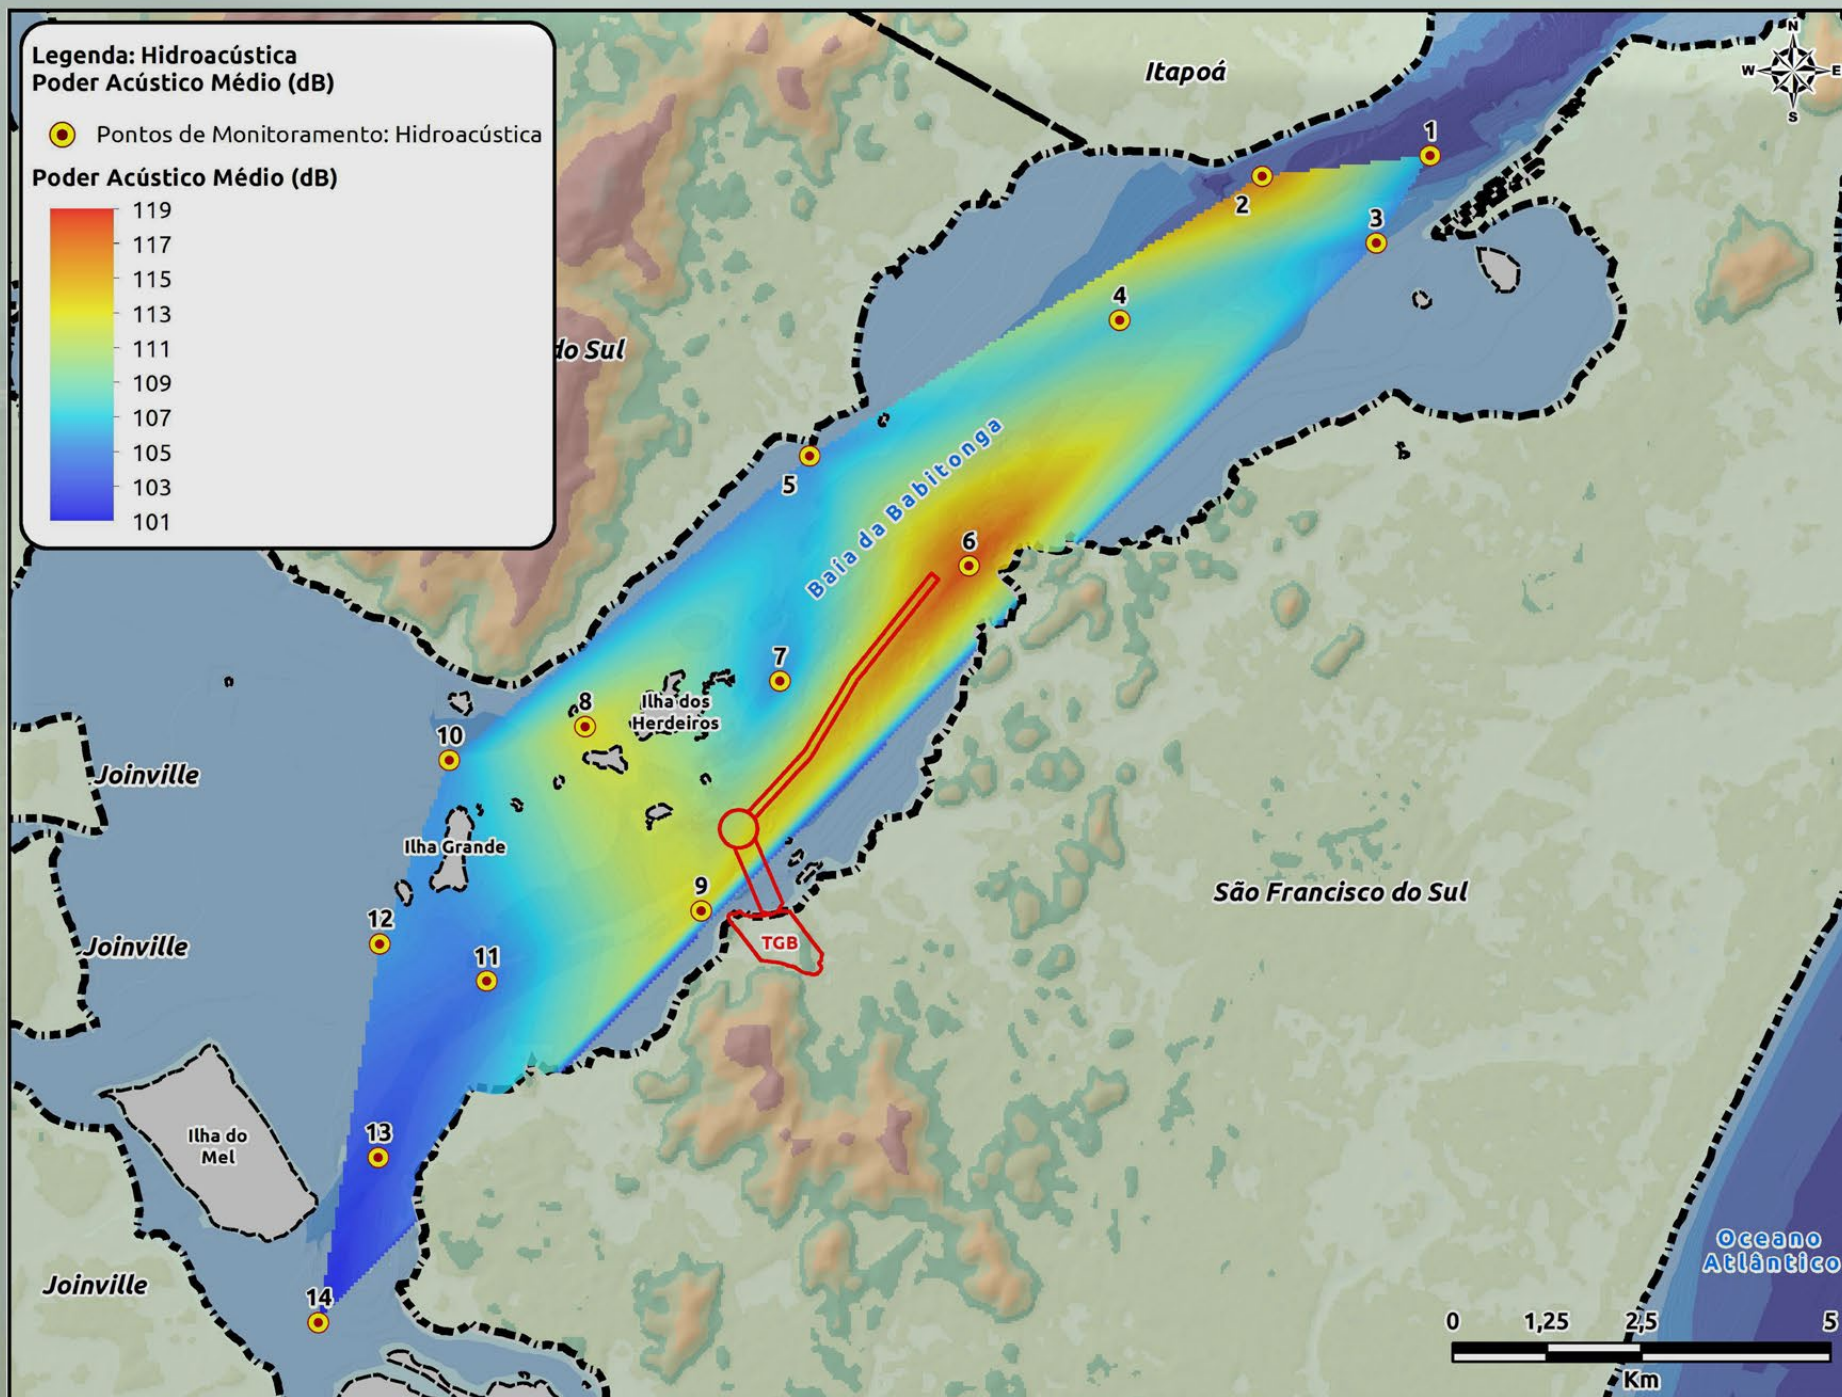 Legenda: Hidroacústica
Poder Acústico Médio (dB)
Pontos de Monitoramento: Hidroacústica
Poder Acústico Médio (dB)
119
117
115
113
111
109
107
105
103
101
Itapoá
N
W
E
S
1
2
3
4
do Sul
5
Baía da Babitonga
6
7
8
Ilha dos
Herdeiros
10
Joinville
Ilha Grande
9
São Francisco do Sul
12
Joinville
11
TGB
13
Ilha do
Mel
Oceano
Atlântico
Joinville
14
0
1,25
2,5
5
Km